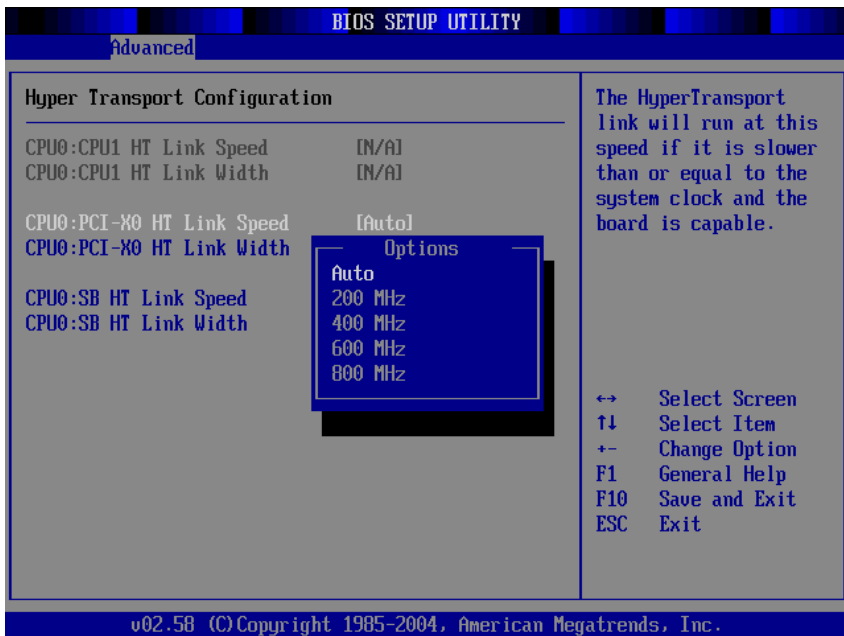 BIOS SETUP UTILITY
Advanced
Hyper Transport Configuration
CPU0:CPU1 HT Link Speed [N/A]
CPU0:CPU1 HT Link Width [N/A]
CPU0:PCI-X0 HT Link Speed [Auto]
CPU0:PCI-X0 HT Link Width
CPU0:SB HT Link Speed
CPU0:SB HT Link Width
Options
Auto
200 MHz
400 MHz
600 MHz
800 MHz
The HyperTransport
link will run at this
speed if it is slower
than or equal to the
system clock and the
board is capable.
←→ Select Screen
↑↓ Select Item
+- Change Option
F1 General Help
F10 Save and Exit
ESC Exit
v02.58 (C)Copyright 1985-2004, American Megatrends, Inc.